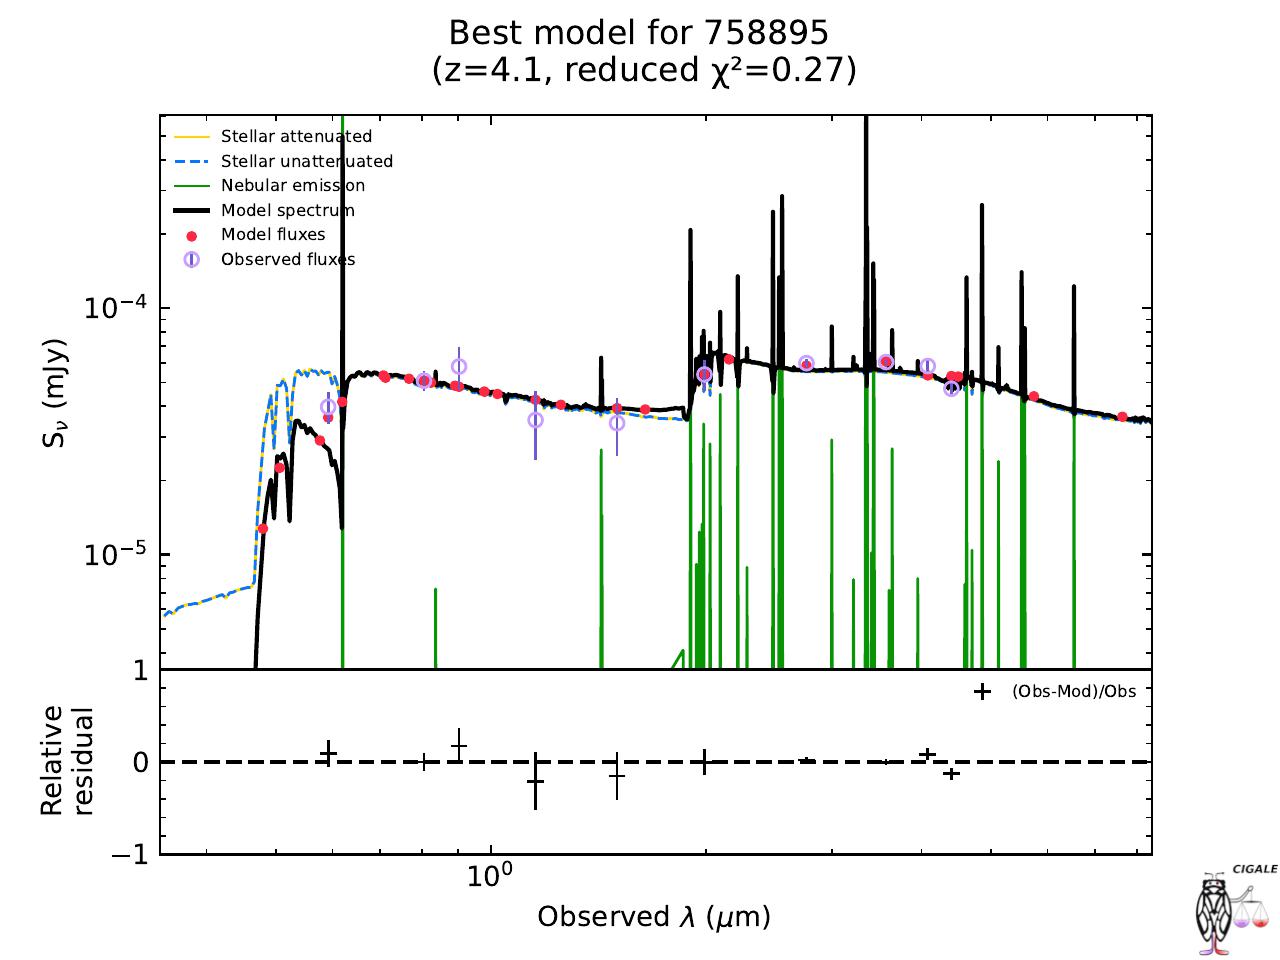 Best model for 758895
(z=4.1, reduced χ²=0.27)
Stellar attenuated
Stellar unattenuated
Nebular emission
Model spectrum
Model fluxes
Observed fluxes
10⁻⁴
10⁻⁵
S_ν (mJy)
1
0
−1
Relative
residual
(Obs-Mod)/Obs
10⁰
Observed λ (μm)
CIGALE